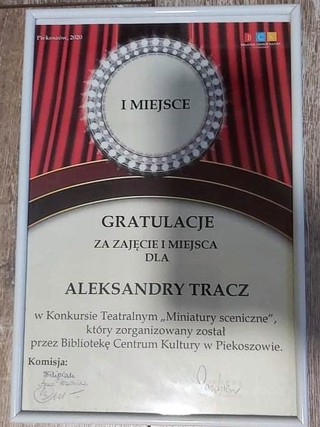 Piekoszów, 2020
I MIEJSCE
GRATULACJE
ZA ZAJĘCIE I MIEJSCA
DLA
ALEKSANDRY TRACZ
w Konkursie Teatralnym „Miniatury sceniczne”,
który zorganizowany został
przez Bibliotekę Centrum Kultury w Piekoszowie.
Komisja: